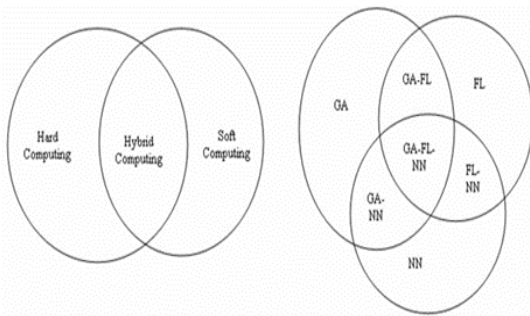 Hard
Computing
Hybrid
Computing
Soft
Computing
GA
GA-FL
FL
GA-FL-
NN
FL-
NN
GA-
NN
NN